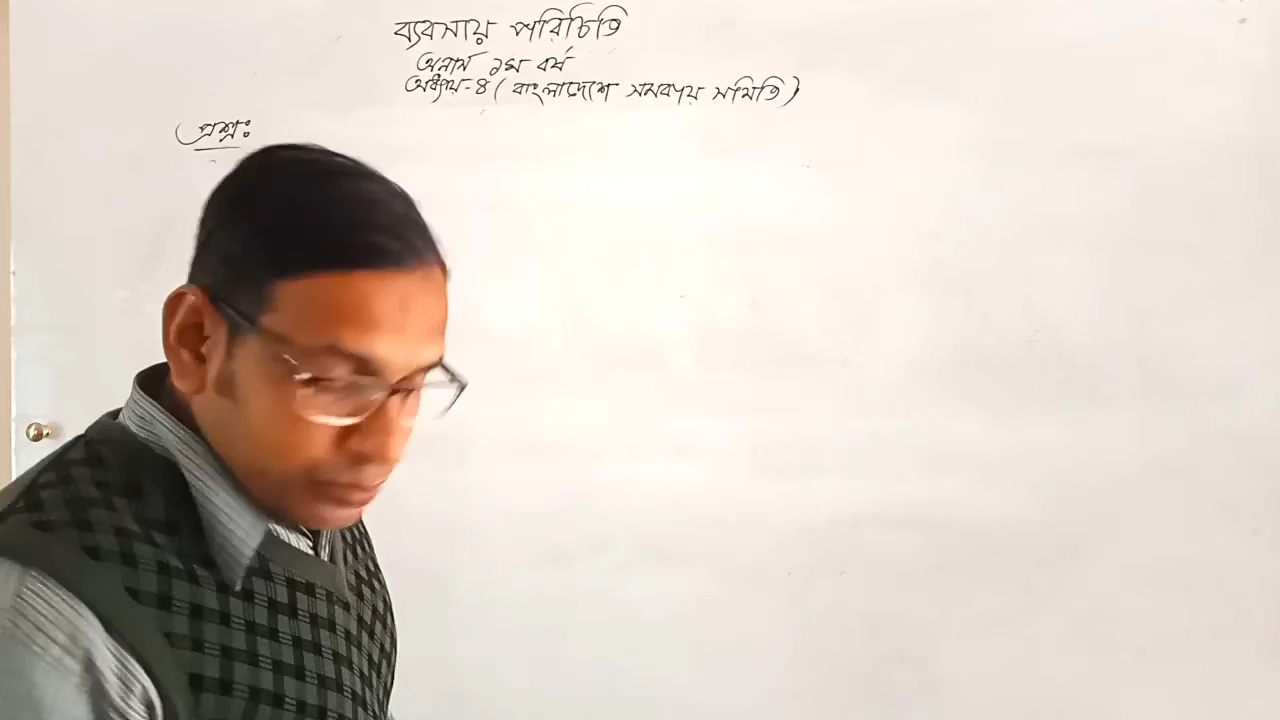 ব্যবসায় পরিচিতি
অনার্স ১ম বর্ষ
অধ্যায়-৪ (বাংলাদেশে সমবায় সমিতি)
প্রশ্নঃ